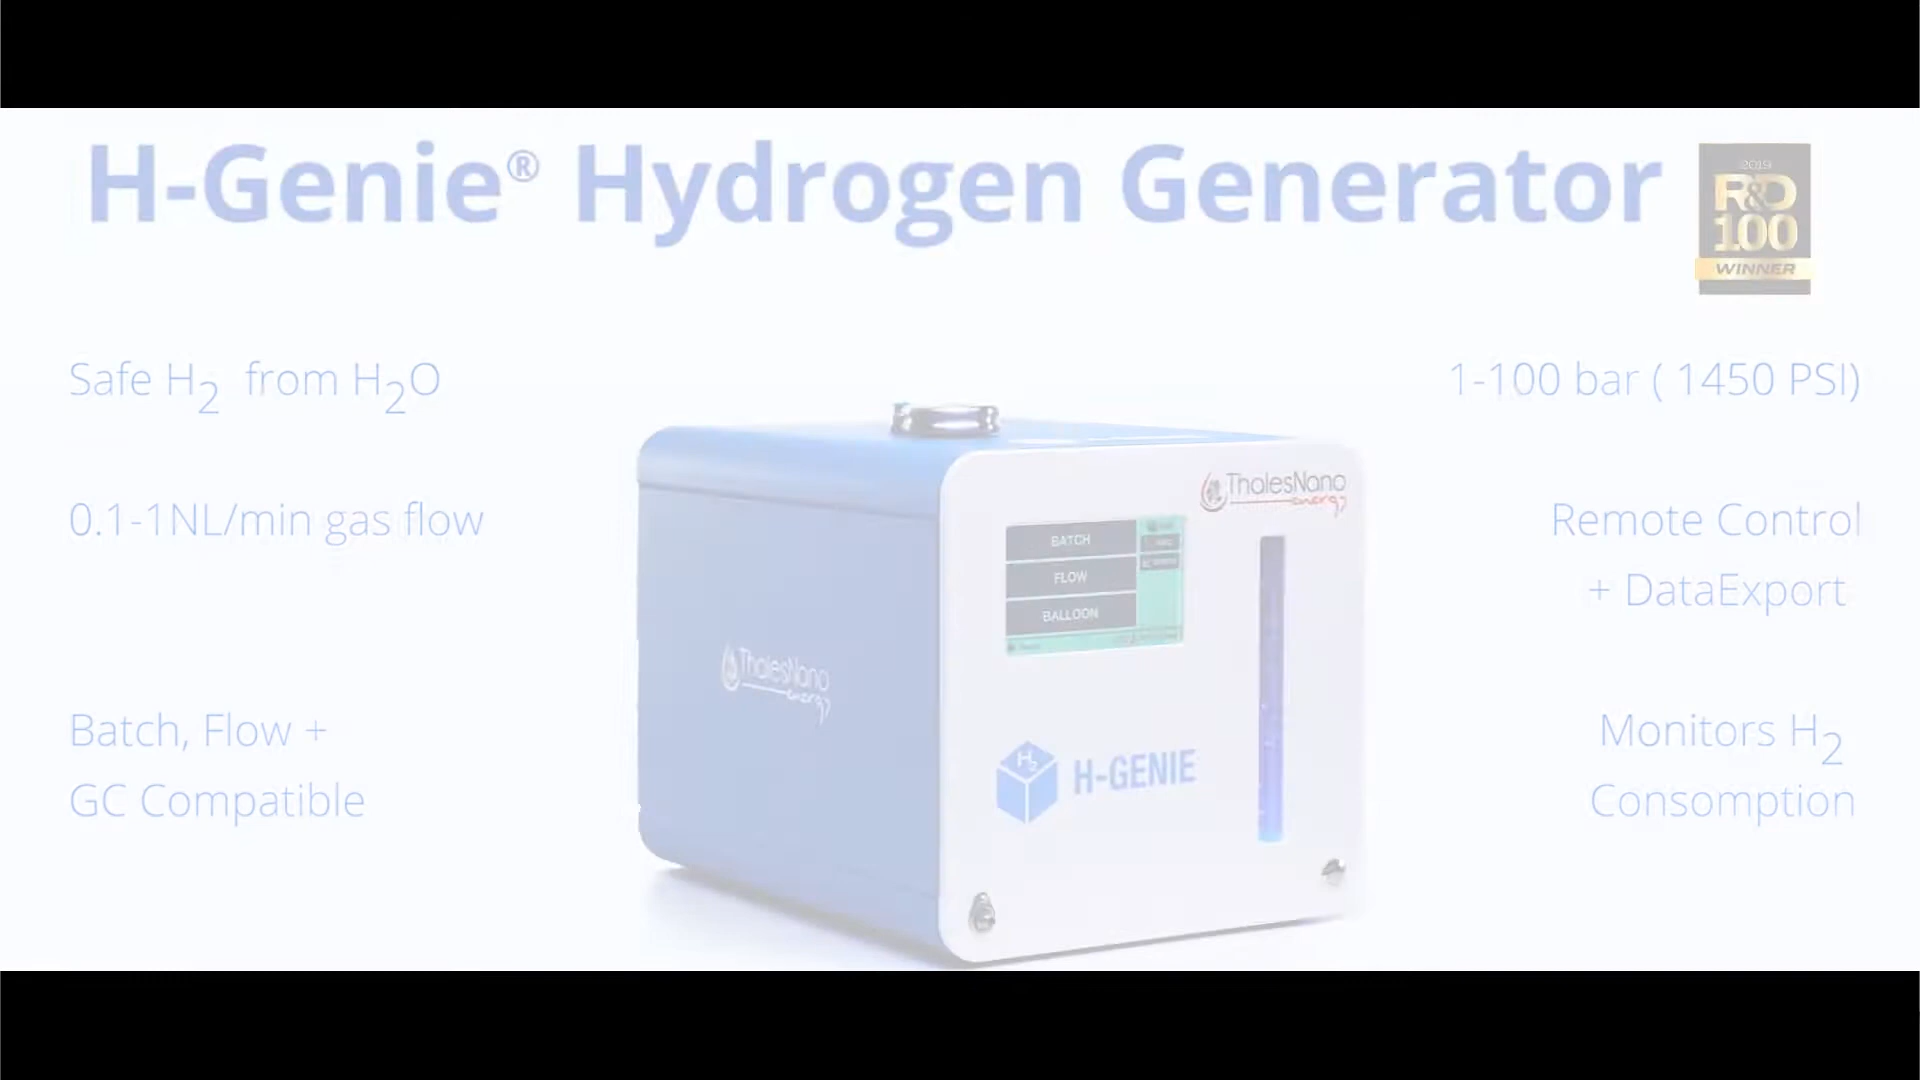 H-Genie® Hydrogen Generator
2019
R&D
100
WINNER
Safe H2 from H2O
1-100 bar ( 1450 PSI)
0.1-1NL/min gas flow
Remote Control
+ DataExport
Batch, Flow +
GC Compatible
Monitors H2
Consomption
ThalesNano
energy
BATCH
FLOW
BALLOON
ThalesNano
energy
H2
H-GENIE